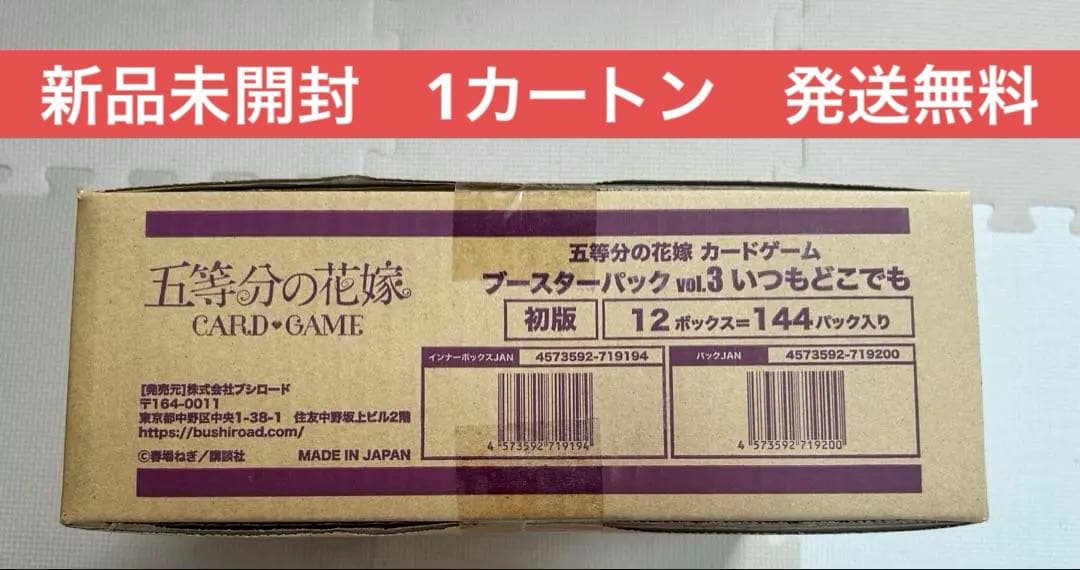 新品未開封　1カートン　発送無料
五等分の花嫁
CARD♥GAME
五等分の花嫁 カードゲーム
ブースターパック vol.3 いつもどこでも
初版
12ボックス=144パック入り
インナーボックスJAN 4573592-719194
4 573592 719194
パックJAN 4573592-719200
4 573592 719200
[発売元]株式会社ブシロード
〒164-0011
東京都中野区中央1-38-1 住友中野坂上ビル2階
https://bushiroad.com/
©春場ねぎ／講談社
MADE IN JAPAN